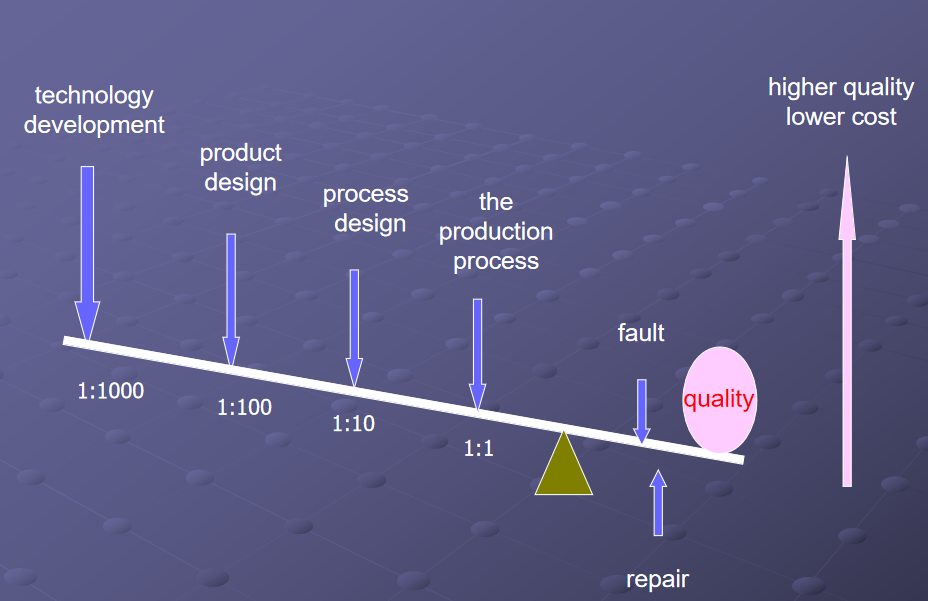 technology
development
product
design
process
design
the
production
process
higher quality
lower cost
fault
quality
1:1000
1:100
1:10
1:1
repair